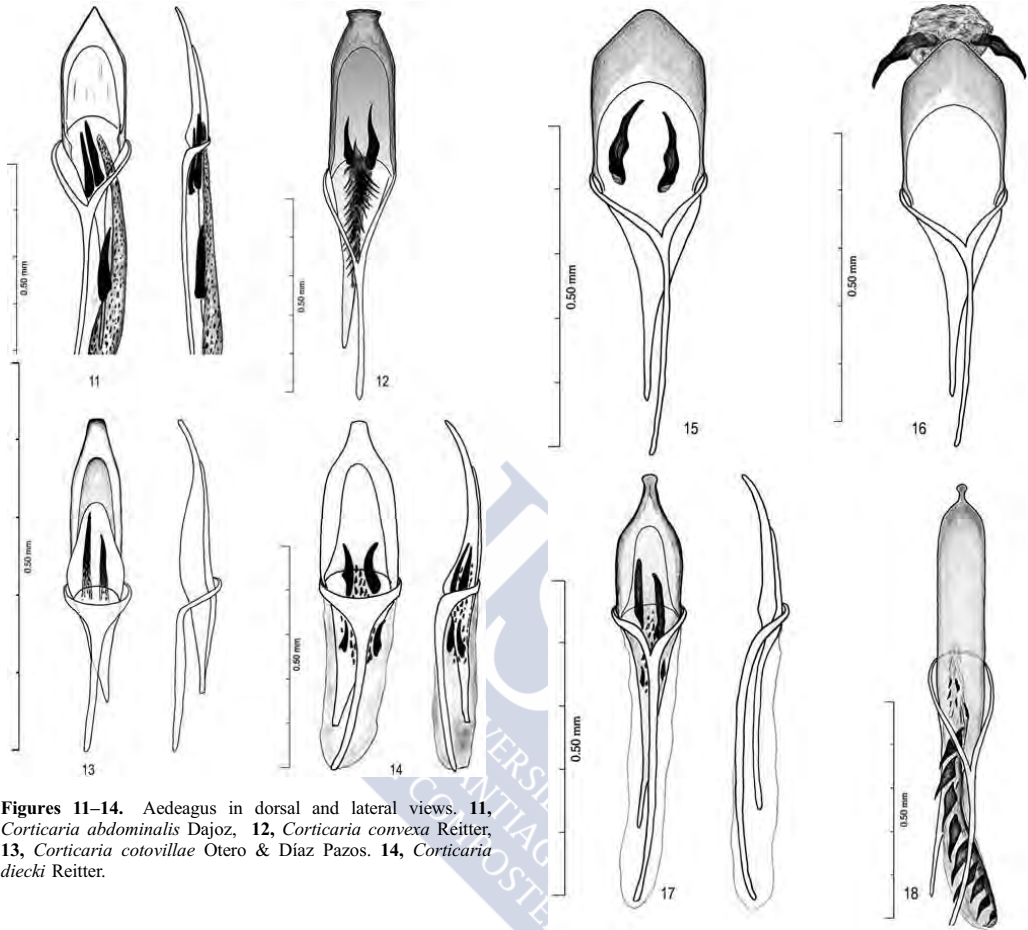 0.50 mm
11
0.50 mm
12
0.50 mm
15
0.50 mm
16
0.50 mm
13
0.50 mm
14
0.50 mm
17
0.50 mm
18
Figures 11–14. Aedeagus in dorsal and lateral views. 11,
Corticaria abdominalis Dajoz, 12, Corticaria convexa Reitter,
13, Corticaria cotovillae Otero & Díaz Pazos. 14, Corticaria
diecki Reitter.